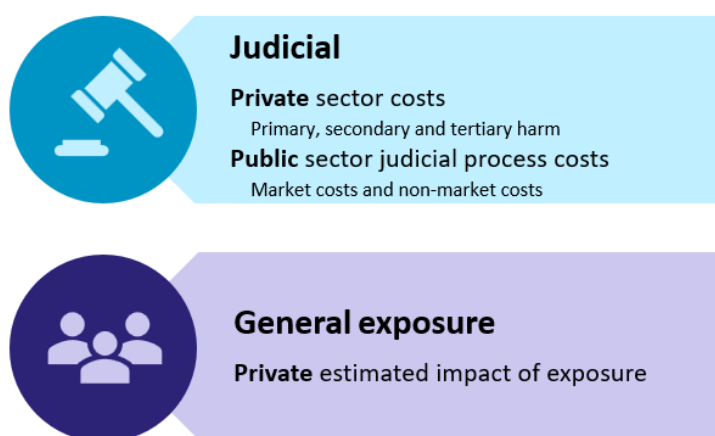 Judicial
Private sector costs
Primary, secondary and tertiary harm
Public sector judicial process costs
Market costs and non-market costs
General exposure
Private estimated impact of exposure